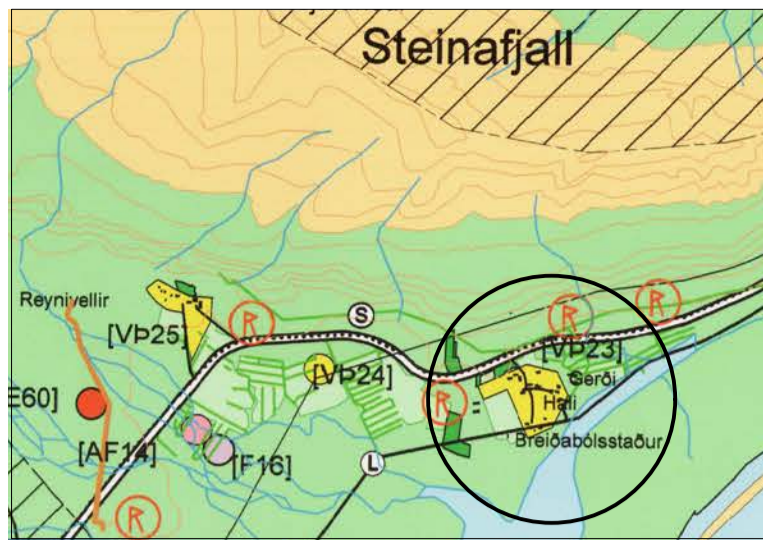 Steinafjall
Reynivellir
R
R
R
S
[VÞ25]
[VÞ23]
[VÞ24]
Gerði
E60]
R
Hali
[AF14]
Breiðabólsstaður
[F16]
L
R